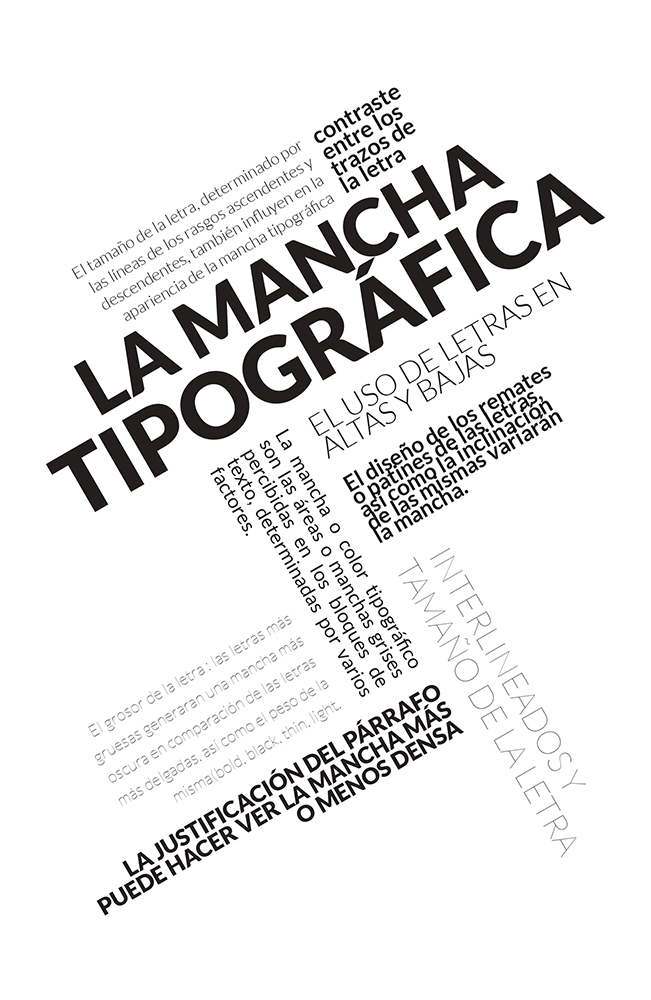 El tamaño de la letra, determinado por
las líneas de los rasgos ascendentes y
descendentes, también influyen en la
apariencia de la mancha tipográfica
contraste
entre los
trazos de
la letra
LA MANCHA
TIPOGRÁFICA
EL USO DE LETRAS EN
ALTAS Y BAJAS
El diseño de los remates
o patines de las letras,
así como la inclinación
de las mismas variarán
la mancha.
La mancha o color tipográfico
son las áreas o manchas grises
percibidas en los bloques de
texto, determinadas por varios
factores.
INTERLINEADOS Y
TAMAÑO DE LA LETRA
El grosor de la letra : las letras más
gruesas generaran una mancha más
oscura en comparación de las letras
más delgadas. así como el peso de la
misma(bold, black, thin, light.
LA JUSTIFICACIÓN DEL PÁRRAFO
PUEDE HACER VER LA MANCHA MÁS
O MENOS DENSA